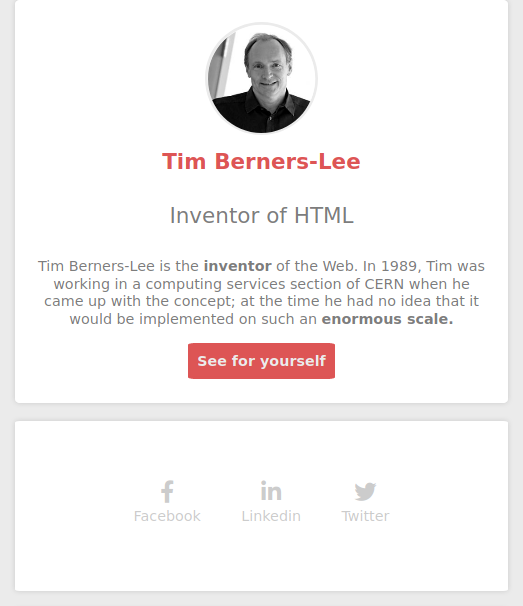 Tim Berners-Lee
Inventor of HTML
Tim Berners-Lee is the inventor of the Web. In 1989, Tim was
working in a computing services section of CERN when he
came up with the concept; at the time he had no idea that it
would be implemented on such an enormous scale.
See for yourself
Facebook Linkedin Twitter